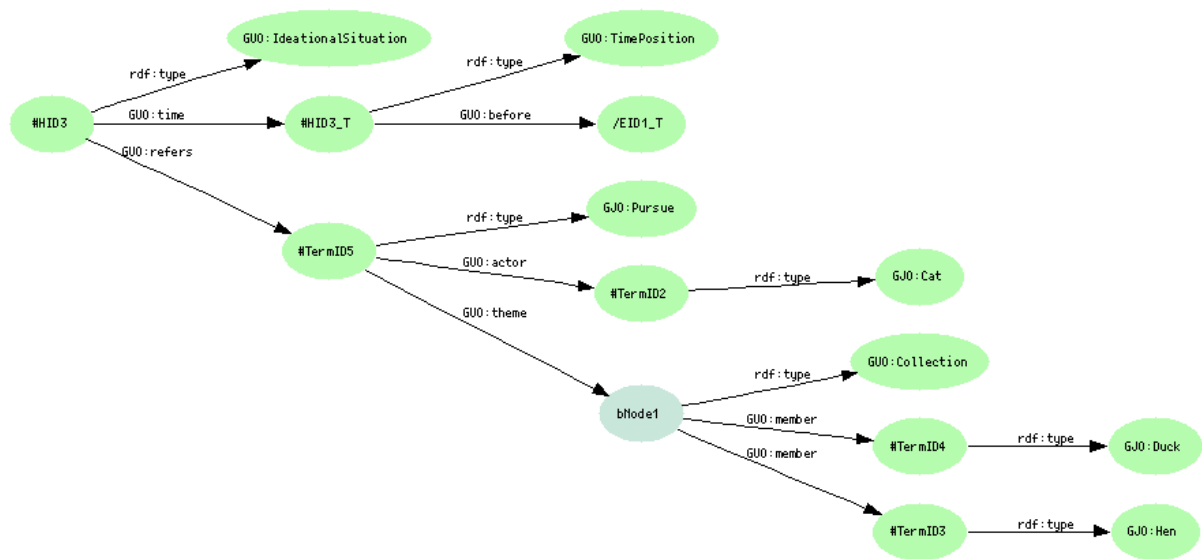 GUO:IdeationalSituation
GUO:TimePosition
rdf:type
rdf:type
#HID3
GUO:time
#HID3_T
GUO:before
/EID1_T
GUO:refers
rdf:type
GJO:Pursue
#TermID5
GUO:actor
#TermID2
rdf:type
GJO:Cat
GUO:theme
rdf:type
GUO:Collection
bNode1
GUO:member
#TermID4
rdf:type
GJO:Duck
GUO:member
#TermID3
rdf:type
GJO:Hen